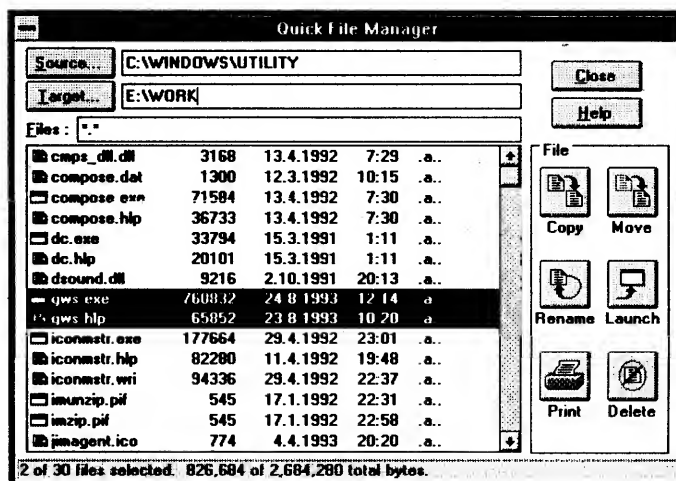 Quick File Manager
Source... C:\WINDOWS\UTILITY
Target... E:\WORK
Close
Help
Files : *.*
cmps_dll.dll 3168 13.4.1992 7:29 .a..
compose.dat 1300 12.3.1992 10:15 .a..
compose.exe 71584 13.4.1992 7:30 .a..
compose.hlp 36733 13.4.1992 7:30 .a..
dc.exe 33794 15.3.1991 1:11 .a..
dc.hlp 20101 15.3.1991 1:11 .a..
dsound.dll 9216 2.10.1991 20:13 .a..
gws.exe 760832 24.8.1993 12:14 .a..
gws.hlp 65852 23.8.1993 10:20 .a..
iconmstr.exe 177664 29.4.1992 23:01 .a..
iconmstr.hlp 82280 11.4.1992 19:48 .a..
iconmstr.wri 94336 29.4.1992 22:37 .a..
imunzip.pif 545 17.1.1992 22:31 .a..
imzip.pif 545 17.1.1992 22:58 .a..
jimagent.ico 774 4.4.1993 20:20 .a..
File
Copy Move
Rename Launch
Print Delete
2 of 30 files selected. 826,684 of 2,684,280 total bytes.